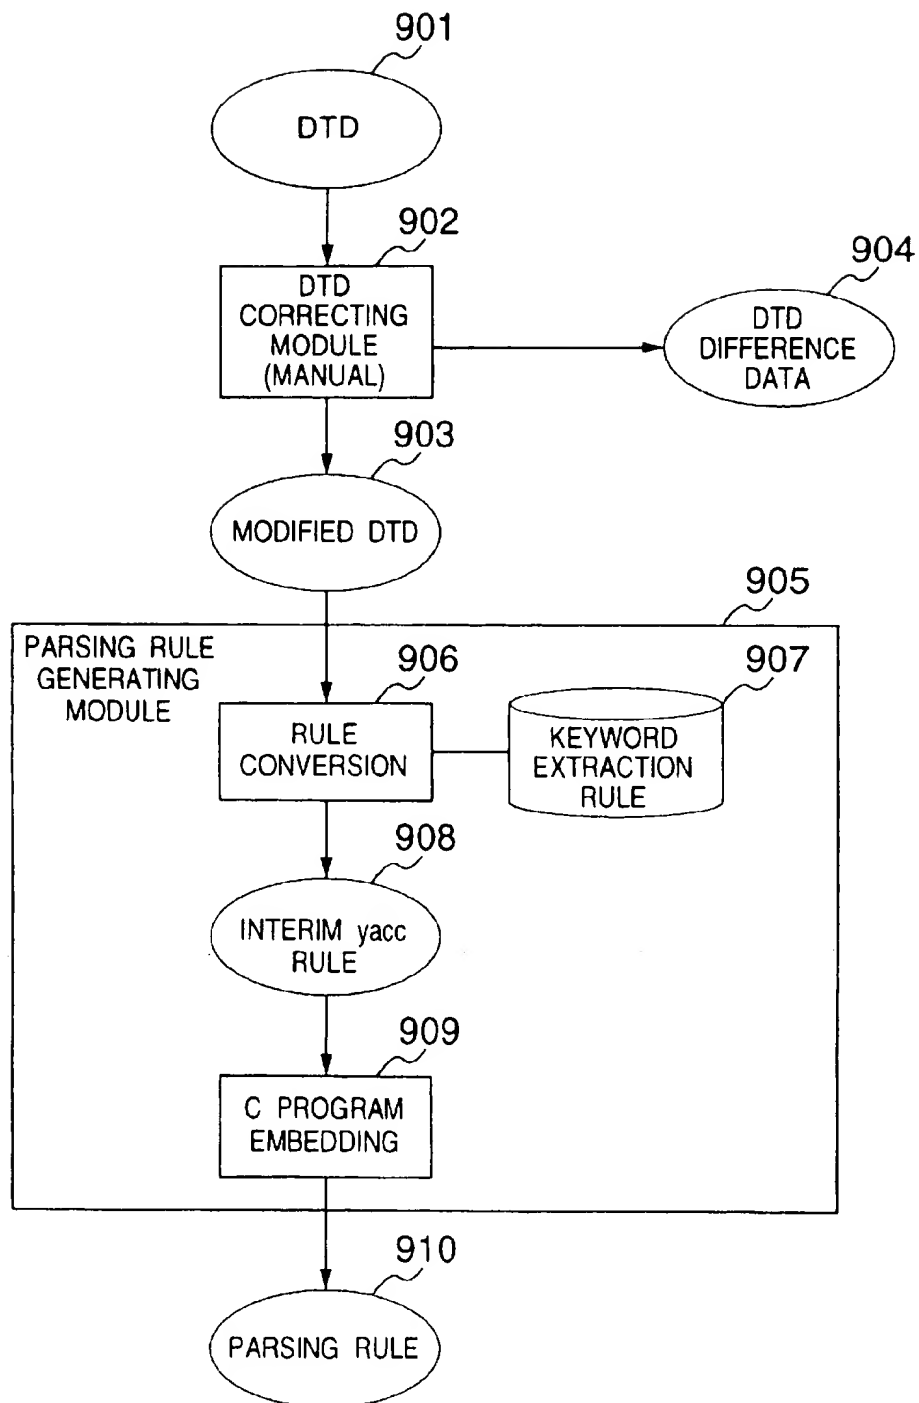 901
DTD
902
DTD
CORRECTING
MODULE
(MANUAL)
904
DTD
DIFFERENCE
DATA
903
MODIFIED DTD
905
PARSING RULE
GENERATING
MODULE
906
RULE
CONVERSION
907
KEYWORD
EXTRACTION
RULE
908
INTERIM yacc
RULE
909
C PROGRAM
EMBEDDING
910
PARSING RULE